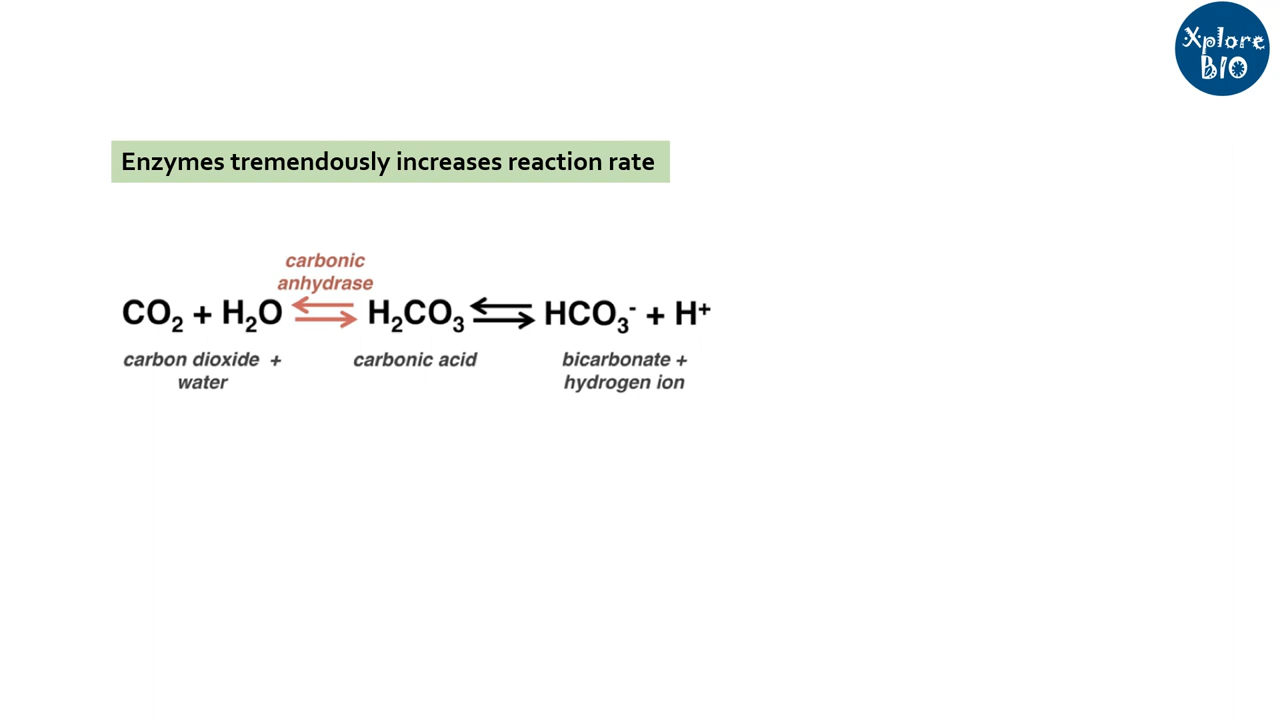 Xplore
BIO
Enzymes tremendously increases reaction rate
carbonic
anhydrase
CO₂ + H₂O ⇌ H₂CO₃ ⇌ HCO₃⁻ + H⁺
carbon dioxide + carbonic acid bicarbonate +
water hydrogen ion